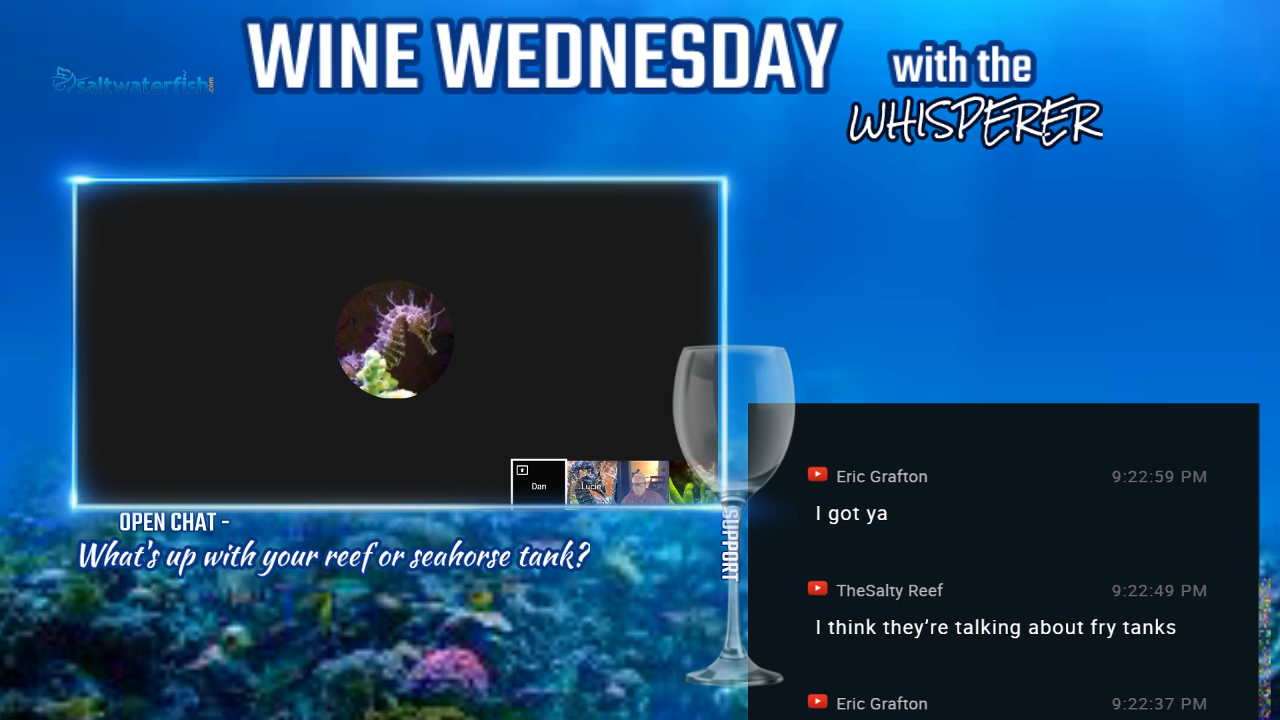 WINE WEDNESDAY
with the
WHISPERER
saltwaterfish.com
Dan
Lucie
OPEN CHAT -
What's up with your reef or seahorse tank?
SUPPORT
Eric Grafton 9:22:59 PM
I got ya
TheSalty Reef 9:22:49 PM
I think they’re talking about fry tanks
Eric Grafton 9:22:37 PM